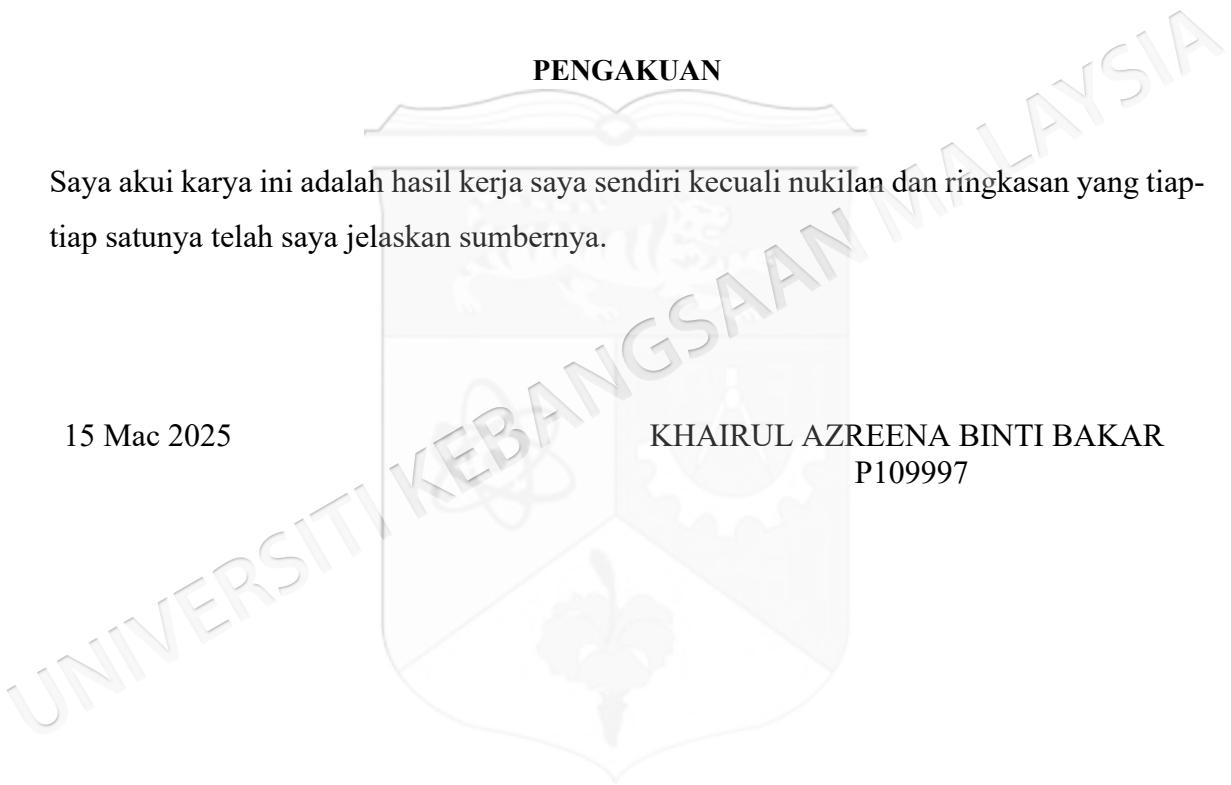 PENGAKUAN
Saya akui karya ini adalah hasil kerja saya sendiri kecuali nukilan dan ringkasan yang tiap-
tiap satunya telah saya jelaskan sumbernya.
15 Mac 2025
KHAIRUL AZREENA BINTI BAKAR
P109997
UNIVERSITI KEBANGSAAN MALAYSIA